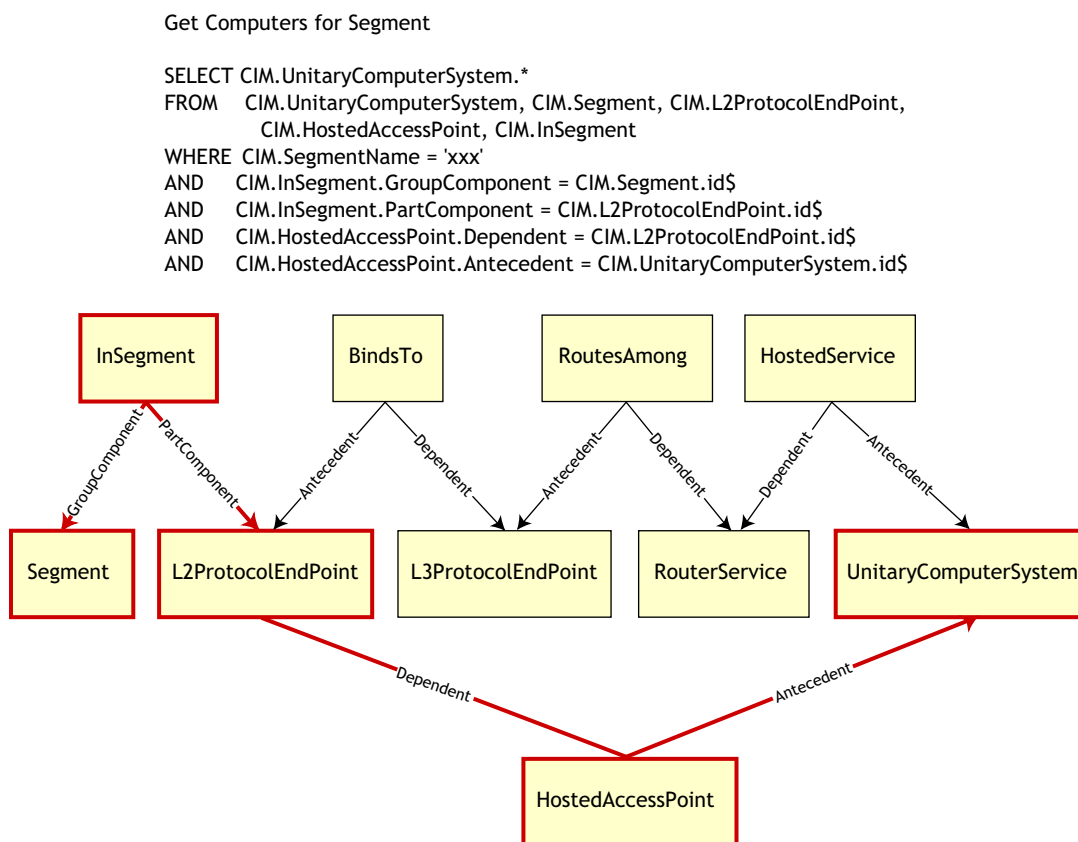 Get Computers for Segment
SELECT CIM.UnitaryComputerSystem.*
FROM CIM.UnitaryComputerSystem, CIM.Segment, CIM.L2ProtocolEndPoint,
CIM.HostedAccessPoint, CIM.InSegment
WHERE CIM.SegmentName = 'xxx'
AND CIM.InSegment.GroupComponent = CIM.Segment.id$
AND CIM.InSegment.PartComponent = CIM.L2ProtocolEndPoint.id$
AND CIM.HostedAccessPoint.Dependent = CIM.L2ProtocolEndPoint.id$
AND CIM.HostedAccessPoint.Antecedent = CIM.UnitaryComputerSystem.id$
InSegment
BindsTo
RoutesAmong
HostedService
GroupComponent
PartComponent
Antecedent
Dependent
Antecedent
Dependent
Dependent
Antecedent
Segment
L2ProtocolEndPoint
L3ProtocolEndPoint
RouterService
UnitaryComputerSystem
Dependent
Antecedent
HostedAccessPoint